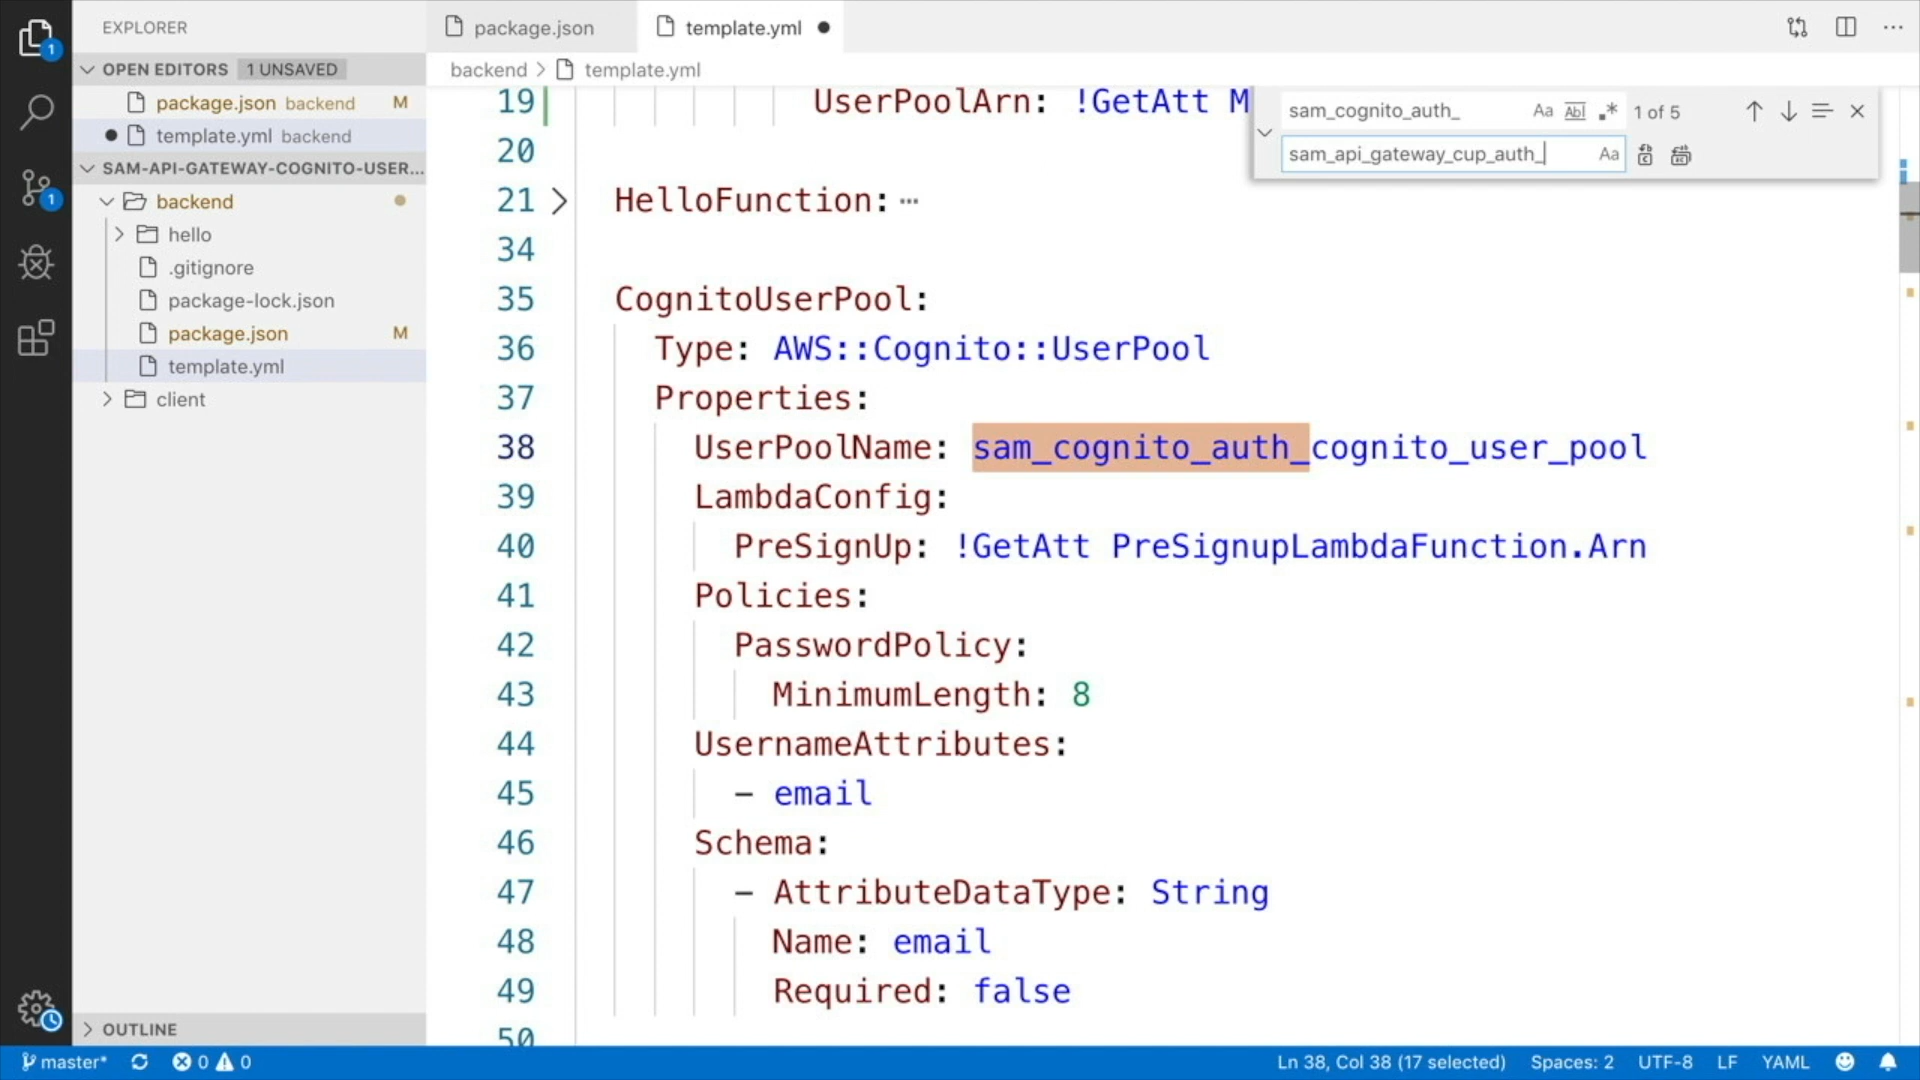 EXPLORER
OPEN EDITORS 1 UNSAVED
package.json backend M
template.yml backend
SAM-API-GATEWAY-COGNITO-USER...
backend
hello
.gitignore
package-lock.json
package.json M
template.yml
client
OUTLINE
1
1
package.json
template.yml
backend > template.yml
sam_cognito_auth_ Aa Abl .* 1 of 5
sam_api_gateway_cup_auth_ Aa
19 UserPoolArn: !GetAtt M
20
21 HelloFunction: ...
34
35 CognitoUserPool:
36 Type: AWS::Cognito::UserPool
37 Properties:
38 UserPoolName: sam_cognito_auth_cognito_user_pool
39 LambdaConfig:
40 PreSignUp: !GetAtt PreSignupLambdaFunction.Arn
41 Policies:
42 PasswordPolicy:
43 MinimumLength: 8
44 UsernameAttributes:
45 - email
46 Schema:
47 - AttributeDataType: String
48 Name: email
49 Required: false
50
master* 0 0 Ln 38, Col 38 (17 selected) Spaces: 2 UTF-8 LF YAML